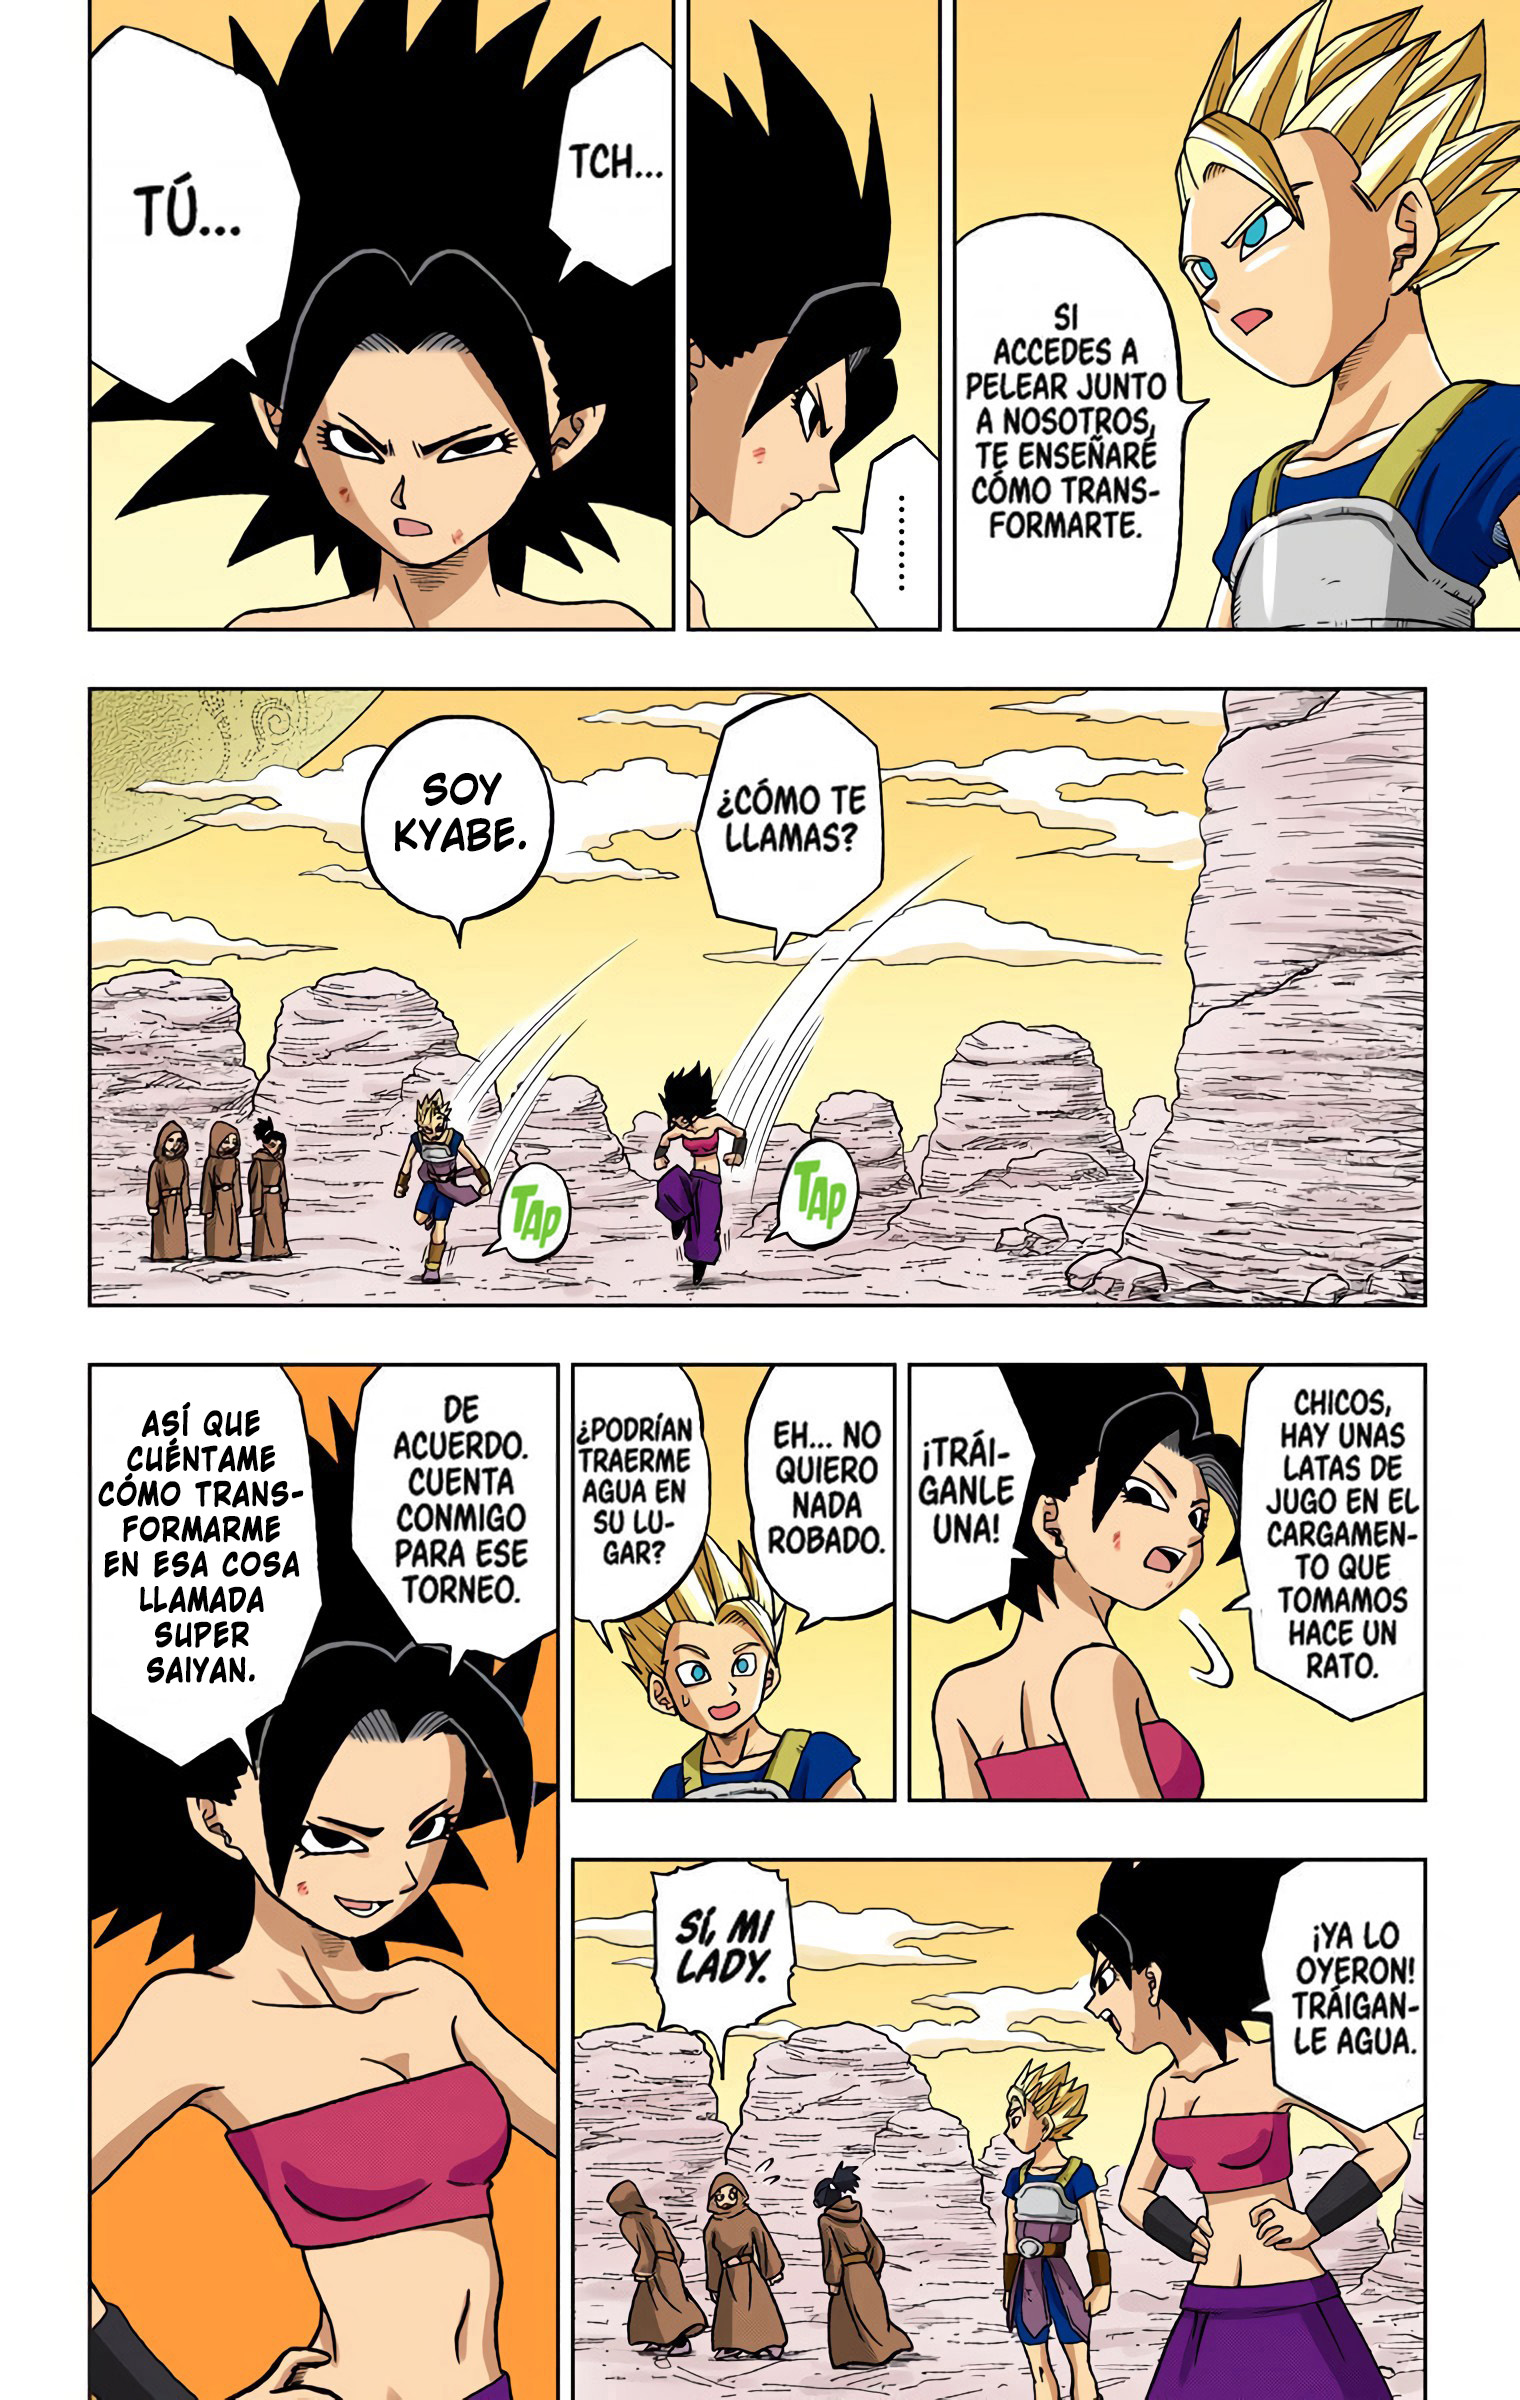 SI
ACCEDES A
PELEAR JUNTO
A NOSOTROS,
TE ENSEÑARÉ
CÓMO TRANS-
FORMARTE.
.........
TCH...
TÚ...
¿CÓMO TE
LLAMAS?
SOY
KYABE.
TAP
TAP
CHICOS,
HAY UNAS
LATAS DE
JUGO EN EL
CARGAMEN-
TO QUE
TOMAMOS
HACE UN
RATO.
¡TRÁI-
GANLE
UNA!
EH... NO
QUIERO
NADA
ROBADO.
¿PODRÍAN
TRAERME
AGUA EN
SU LU-
GAR?
¡YA LO
OYERON!
TRÁIGAN-
LE AGUA.
SÍ, MI
LADY.
DE
ACUERDO.
CUENTA
CONMIGO
PARA ESE
TORNEO.
ASÍ QUE
CUÉNTAME
CÓMO TRANS-
FORMARME
EN ESA COSA
LLAMADA
SUPER
SAIYAN.